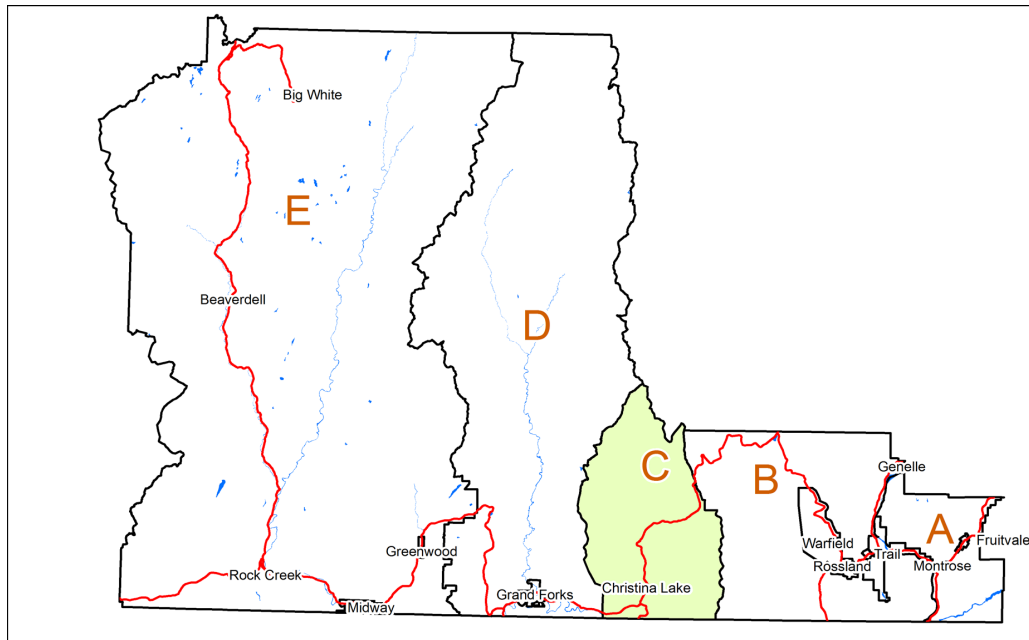 Big White
E
Beaverdell
D
C
B
Genelle
A
Warfield
Fruitvale
Trail
Rossland
Montrose
Greenwood
Rock Creek
Christina Lake
Grand Forks
Midway